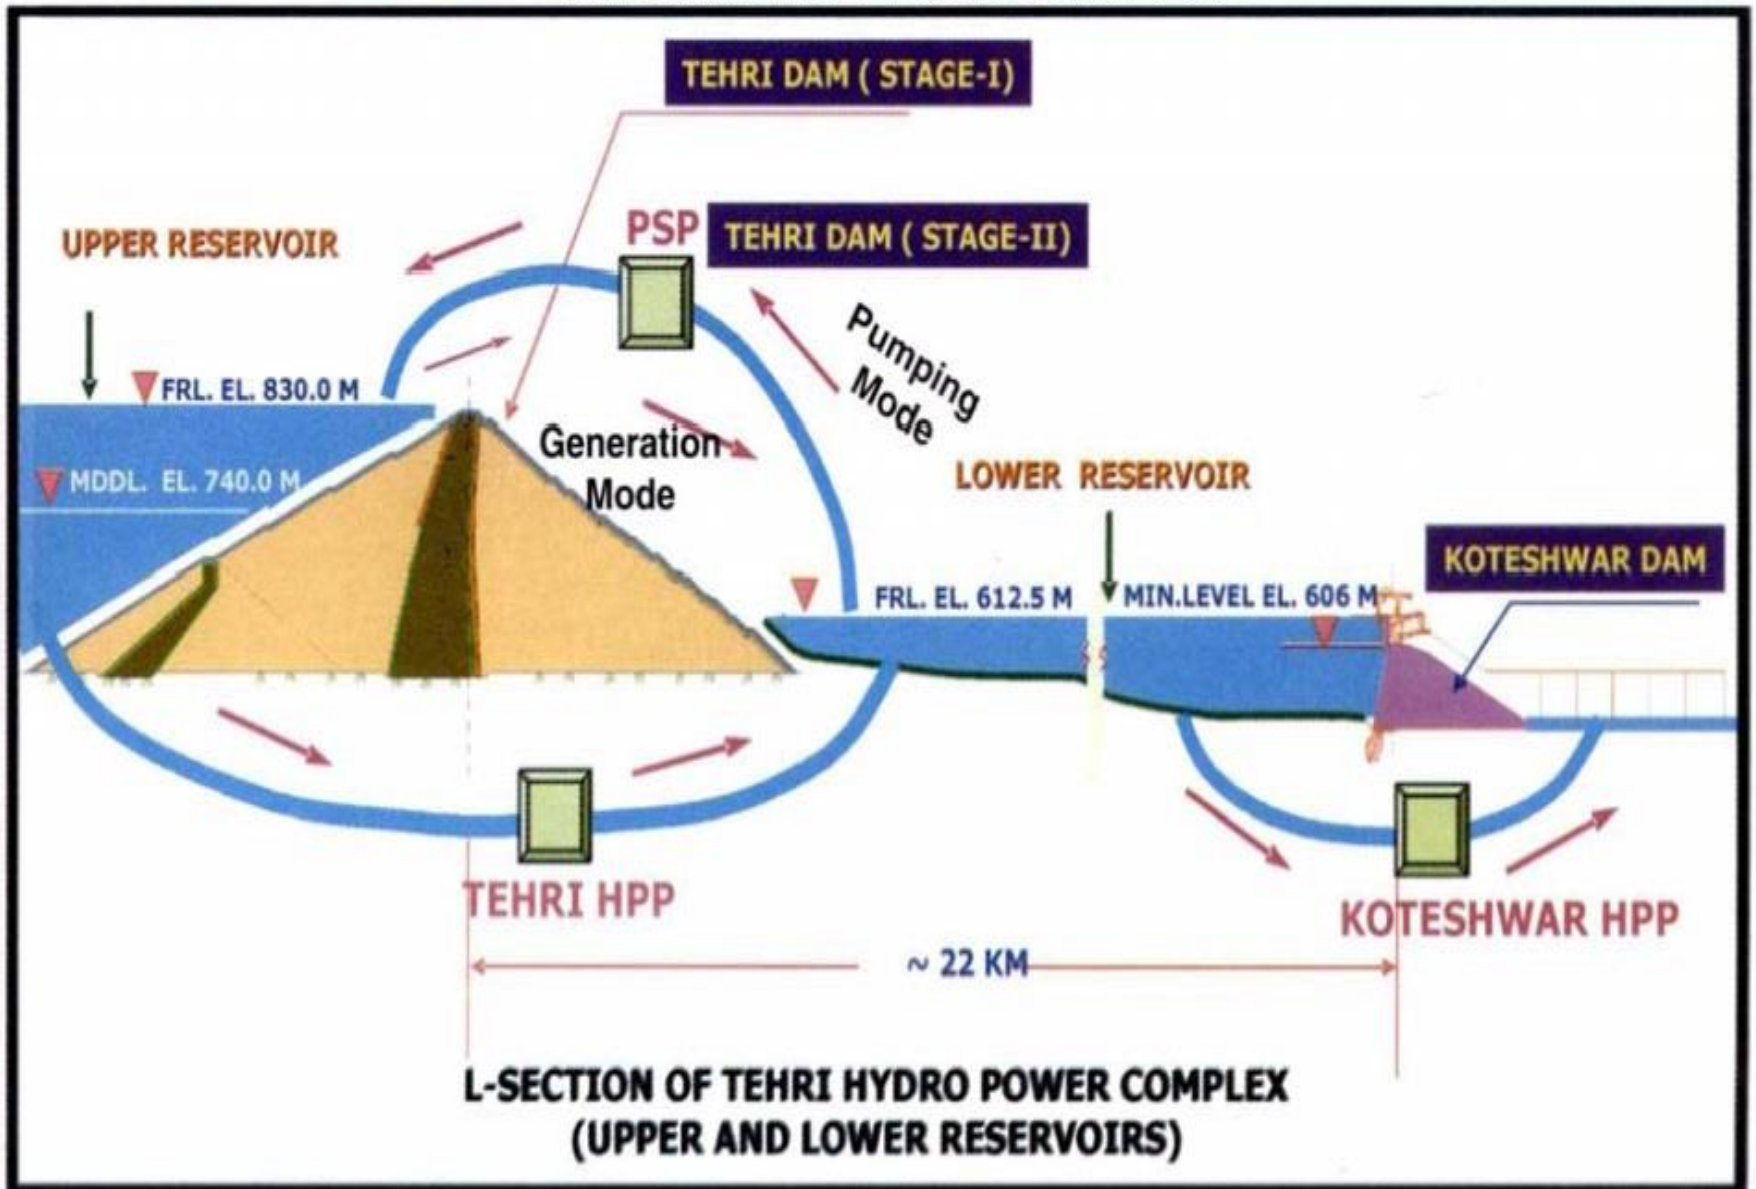 TEHRI DAM ( STAGE-I)
PSP
TEHRI DAM ( STAGE-II)
UPPER RESERVOIR
Pumping
Mode
FRL. EL. 830.0 M
Generation
Mode
MDDL. EL. 740.0 M
LOWER RESERVOIR
KOTESHWAR DAM
FRL. EL. 612.5 M
MIN.LEVEL EL. 606 M
TEHRI HPP
KOTESHWAR HPP
~ 22 KM
L-SECTION OF TEHRI HYDRO POWER COMPLEX
(UPPER AND LOWER RESERVOIRS)